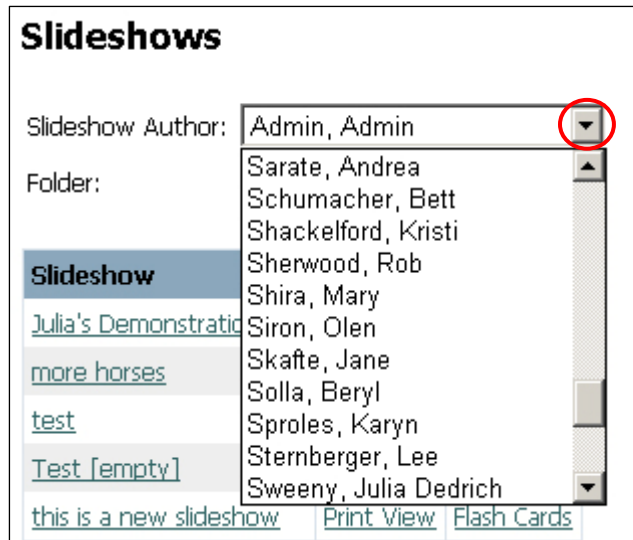 Slideshows
Slideshow Author: Admin, Admin
Folder:
Sarate, Andrea
Schumacher, Bett
Shackelford, Kristi
Sherwood, Rob
Shira, Mary
Siron, Olen
Skafte, Jane
Solla, Beryl
Sproles, Karyn
Sternberger, Lee
Sweeny, Julia Dedrich
Slideshow
Julia's Demonstratio
more horses
test
Test [empty]
this is a new slideshow Print View Flash Cards